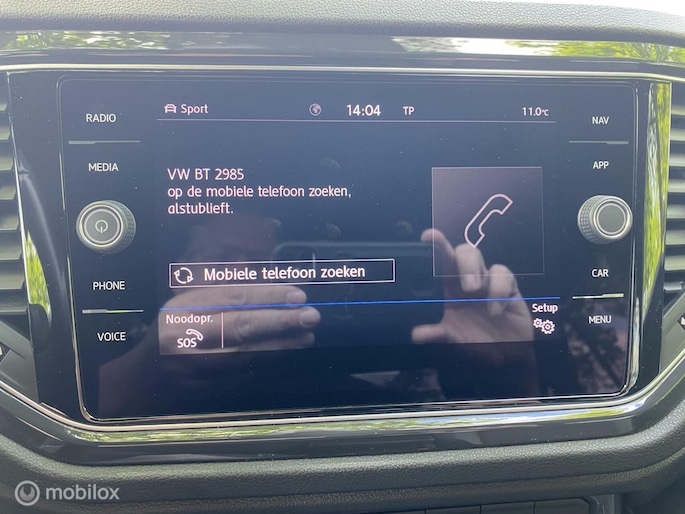 RADIO
MEDIA
PHONE
VOICE
Sport
14:04
TP
11.0°C
VW BT 2985
op de mobiele telefoon zoeken,
alstublieft.
Mobiele telefoon zoeken
Noodopr.
SOS
Setup
NAV
APP
CAR
MENU
mobilox